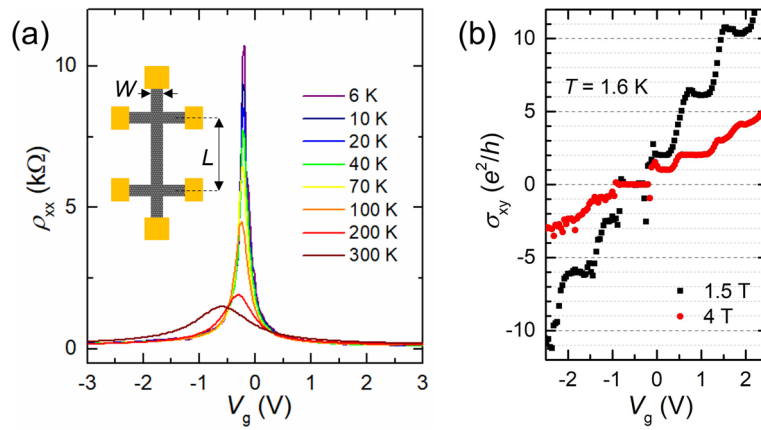 (a)
ρxx (kΩ)
10
5
0
W
L
6 K
10 K
20 K
40 K
70 K
100 K
200 K
300 K
-3 -2 -1 0 1 2 3
Vg (V)
(b)
σxy (e²/h)
10
5
0
-5
-10
T = 1.6 K
1.5 T
4 T
-2 -1 0 1 2
Vg (V)